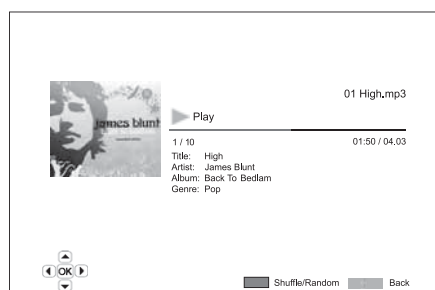 01 High.mp3
james blunt
Play
1 / 10
01:50 / 04.03
Title: High
Artist: James Blunt
Album: Back To Bedlam
Genre: Pop
OK
Shuffle/Random
Back